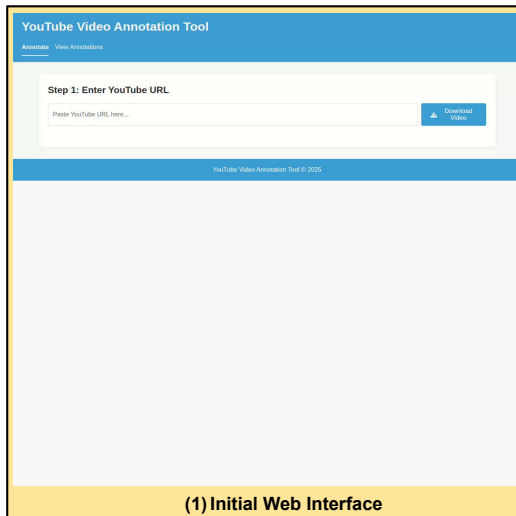 YouTube Video Annotation Tool
Annotate View Annotations
Step 1: Enter YouTube URL
Paste YouTube URL here...
Download
Video
YouTube Video Annotation Tool © 2025
(1) Initial Web Interface